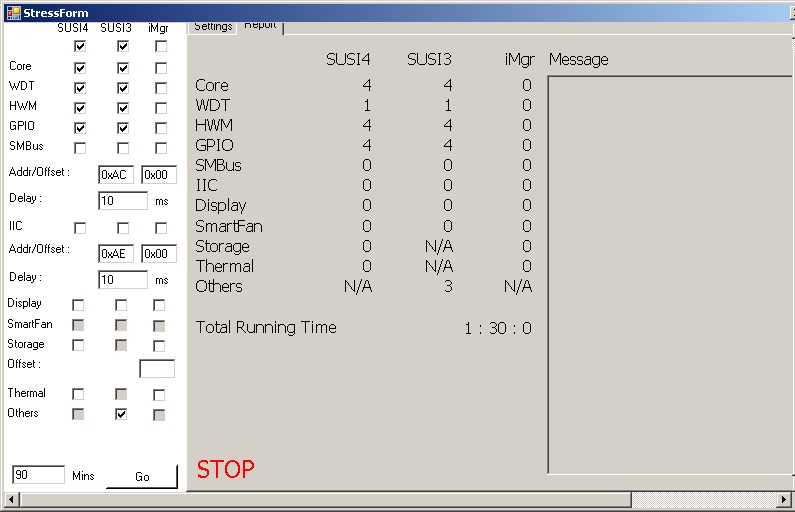 StressForm
SUSI4 SUSI3 iMgr
Core
WDT
HWM
GPIO
SMBus
Addr/Offset : 0xAC 0x00
Delay : 10 ms
IIC
Addr/Offset : 0xAE 0x00
Delay : 10 ms
Display
SmartFan
Storage
Offset :
Thermal
Others
90 Mins Go
Settings Report
SUSI4 SUSI3 iMgr Message
Core 4 4 0
WDT 1 1 0
HWM 4 4 0
GPIO 4 4 0
SMBus 0 0 0
IIC 0 0 0
Display 0 0 0
SmartFan 0 0 0
Storage 0 N/A 0
Thermal 0 N/A 0
Others N/A 3 N/A
Total Running Time 1 : 30 : 0
STOP